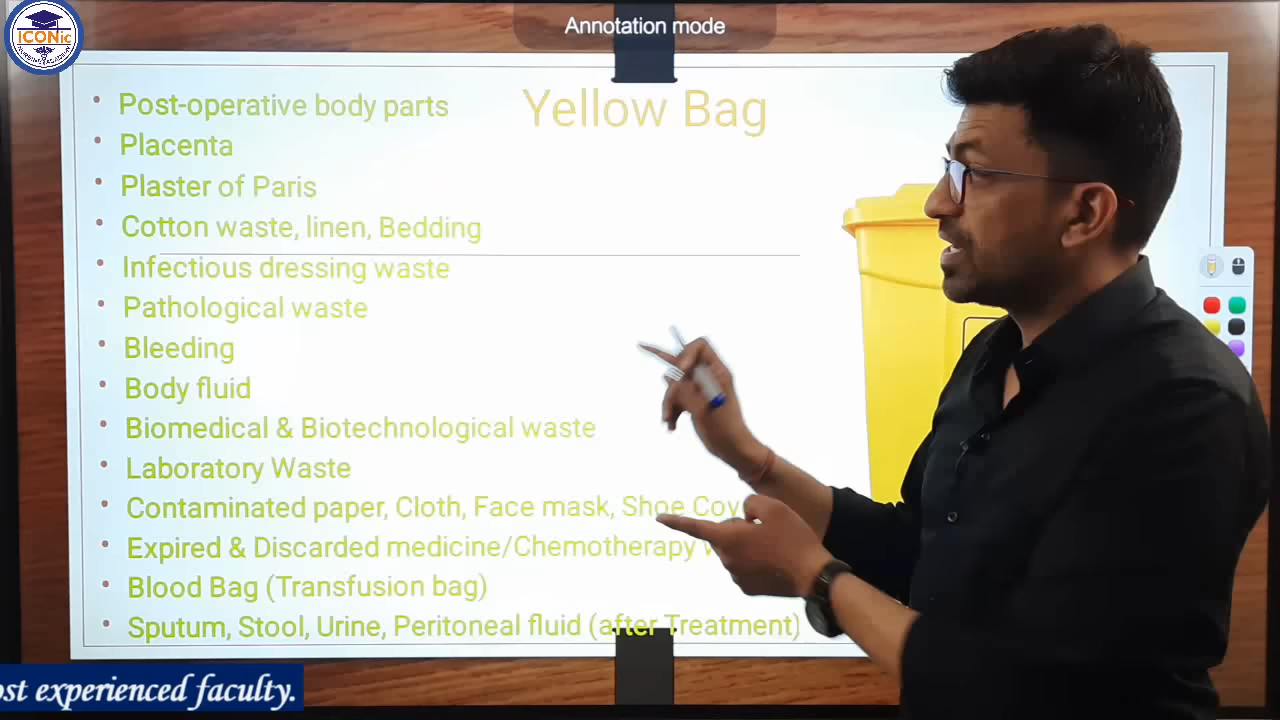 Annotation mode
ICONic
Yellow Bag
• Post-operative body parts
• Placenta
• Plaster of Paris
• Cotton waste, linen, Bedding
• Infectious dressing waste
• Pathological waste
• Bleeding
• Body fluid
• Biomedical & Biotechnological waste
• Laboratory Waste
• Contaminated paper, Cloth, Face mask, Shoe
• Expired & Discarded medicine/Chemotherapy
• Blood Bag (Transfusion bag)
• Sputum, Stool, Urine, Peritoneal fluid (after Treatment)
experienced faculty.